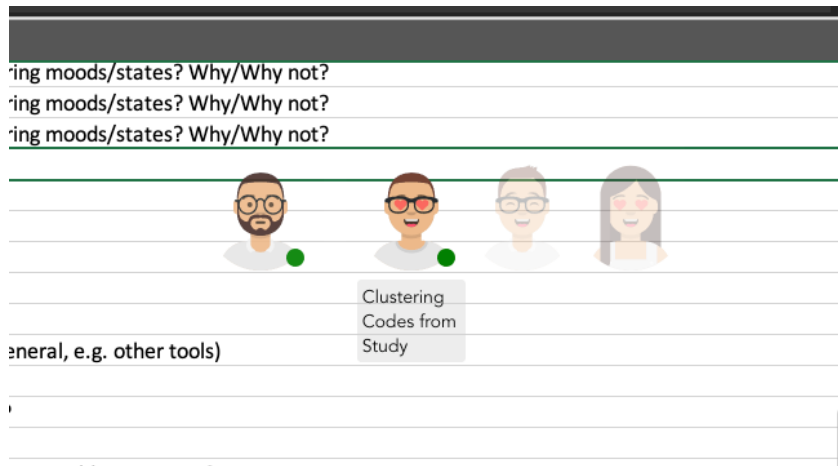 ring moods/states? Why/Why not?
ring moods/states? Why/Why not?
ring moods/states? Why/Why not?
Clustering
Codes from
Study
eneral, e.g. other tools)